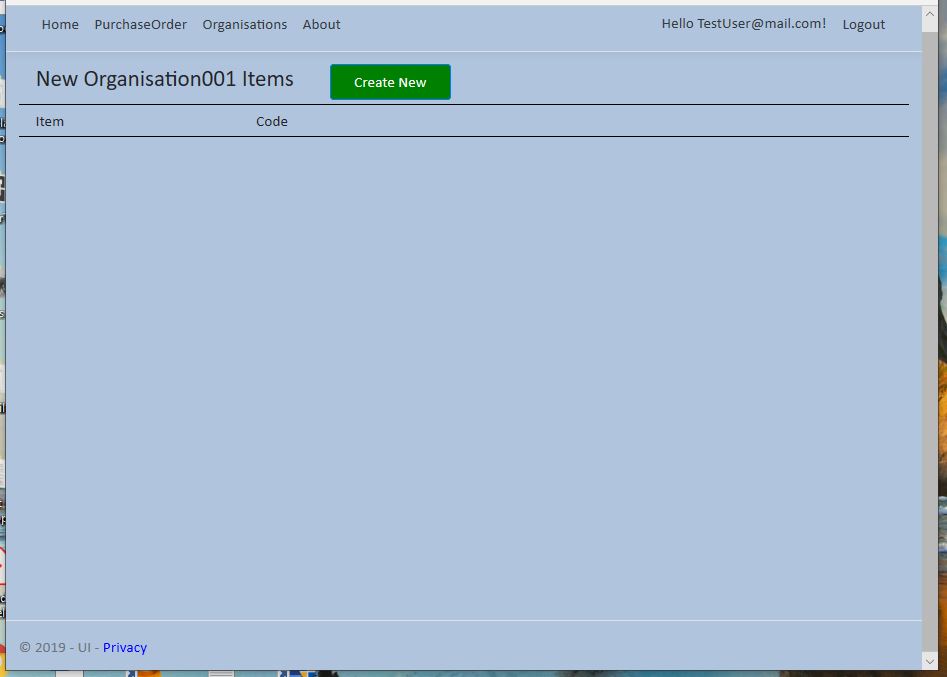 Home PurchaseOrder Organisations About Hello TestUser@mail.com! Logout
New Organisation001 Items Create New
Item Code
© 2019 - UI - Privacy